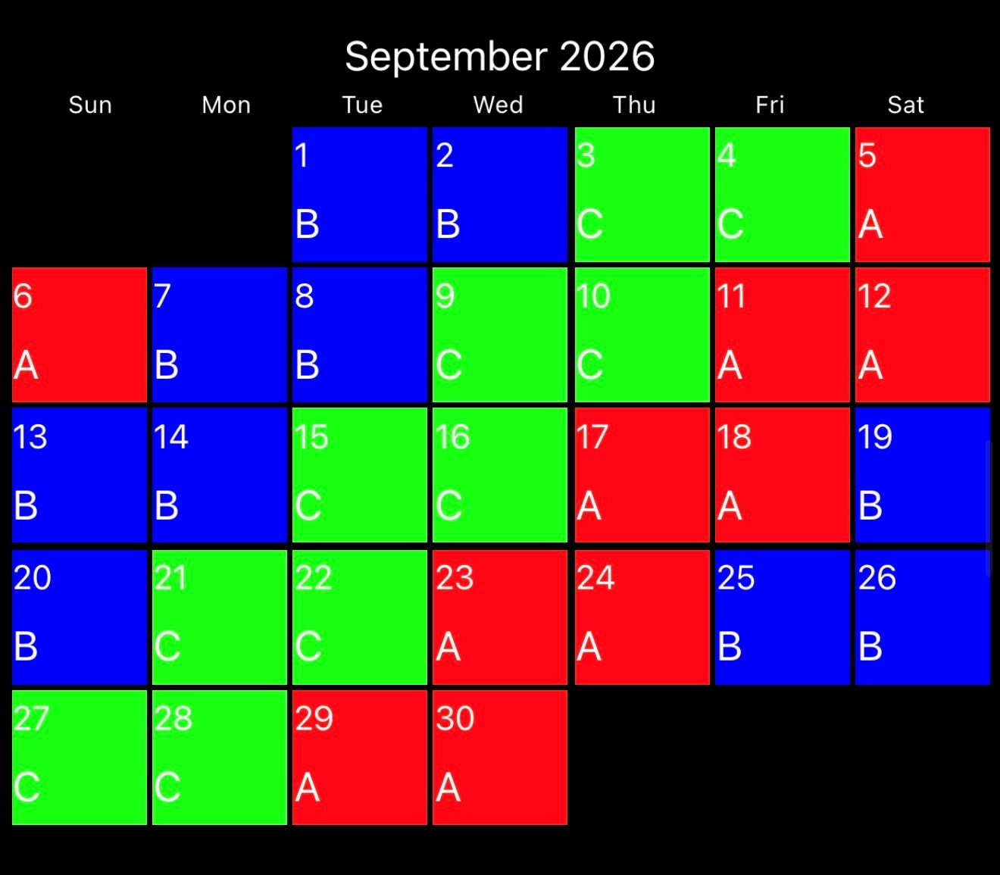 September 2026
Sun Mon Tue Wed Thu Fri Sat
1 2 3 4 5
B B C C A
6 7 8 9 10 11 12
A B B C C A A
13 14 15 16 17 18 19
B B C C A A B
20 21 22 23 24 25 26
B C C A A B B
27 28 29 30
C C A A